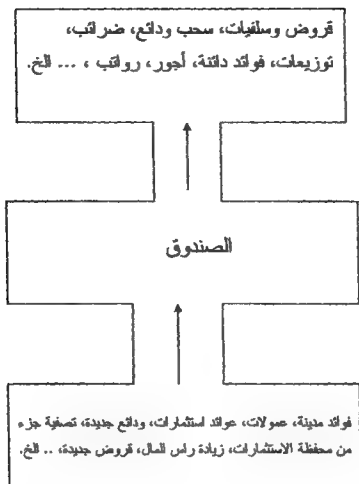 قروض وسلفيات، سحب ودائع، ضرائب،
توزيعات، فوائد دائنة، أجور، رواتب ، ... الخ.
الصندوق
فوائد مدينة، عمولات، عوائد استثمارات، ودائع جديدة، تصفية جزء
من محفظة الاستثمارات، زيادة راس المال، قروض جديدة، .. الخ.